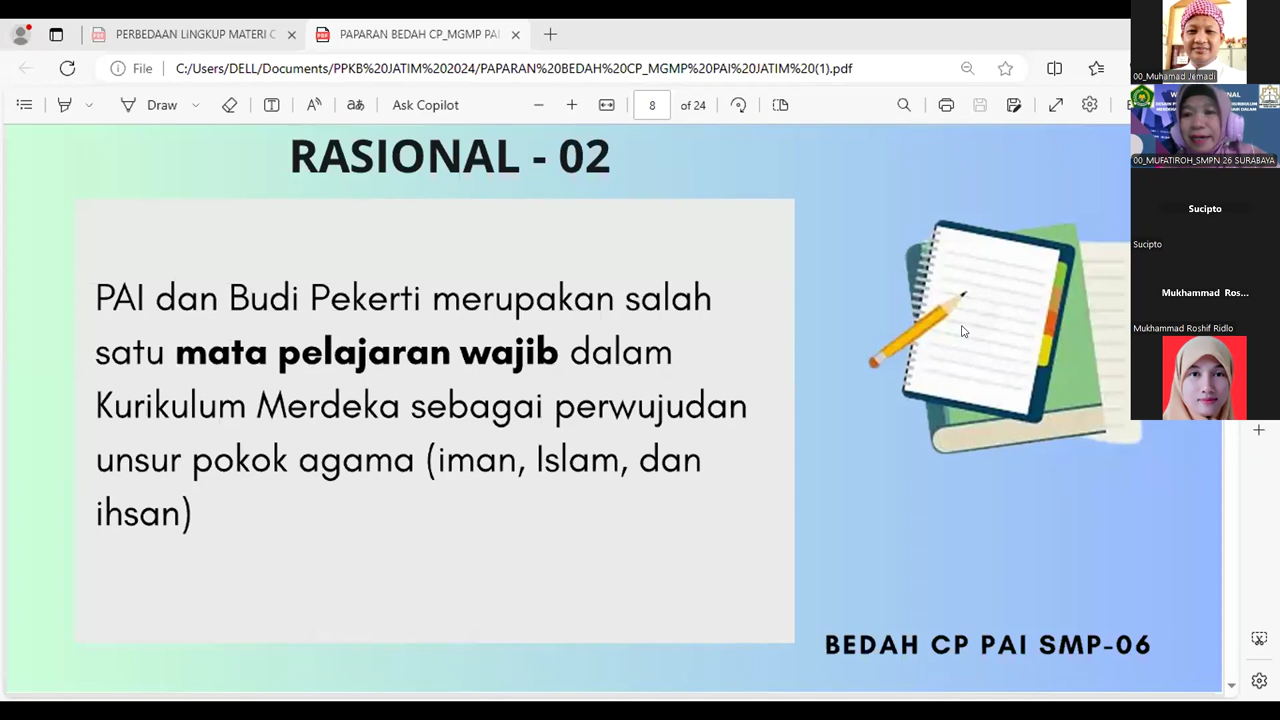 PERBEDAAN LINGKUP MATERI C
PAPARAN BEDAH CP_MGMP PAI
File
C:/Users/DELL/Documents/PPKB%20JATIM%202024/PAPARAN%20BEDAH%20CP_MGMP%20PAI%20JATIM%20(1).pdf
Draw
Ask Copilot
8 of 24
RASIONAL - 02
PAI dan Budi Pekerti merupakan salah
satu mata pelajaran wajib dalam
Kurikulum Merdeka sebagai perwujudan
unsur pokok agama (iman, Islam, dan
ihsan)
BEDAH CP PAI SMP-06
00_Muhamad Jemadi
00_MUFATIROH_SMPN 26 SURABAYA
Sucipto
Sucipto
Mukhammad Ros...
Mukhammad Roshif Ridlo